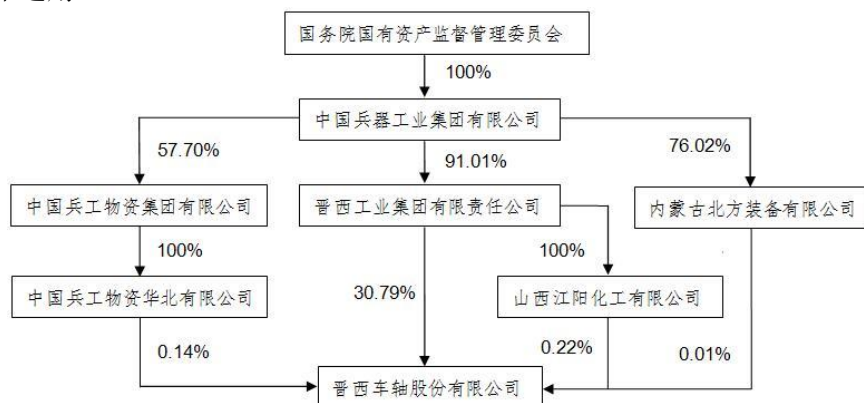 国务院国有资产监督管理委员会
100%
中国兵器工业集团有限公司
57.70%
91.01%
76.02%
中国兵工物资集团有限公司
晋西工业集团有限责任公司
内蒙古北方装备有限公司
100%
100%
中国兵工物资华北有限公司
30.79%
山西江阳化工有限公司
0.14%
0.22%
0.01%
晋西车轴股份有限公司